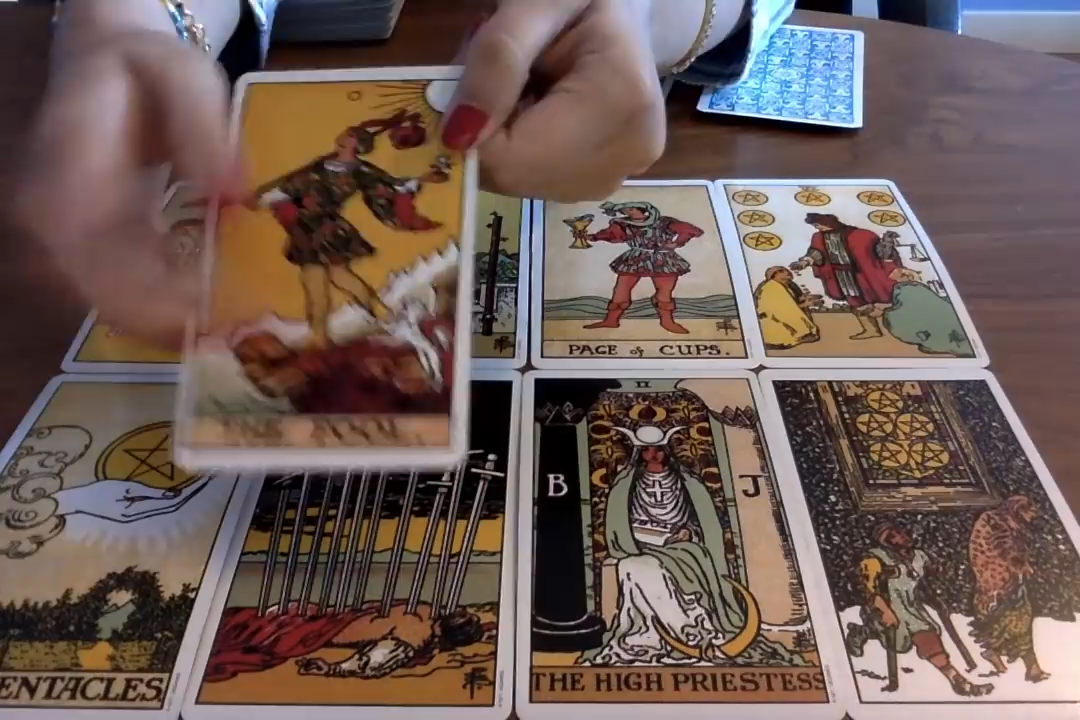 PAGE of CUPS.
II
B
J
ENTACLES
THE HIGH PRIESTESS